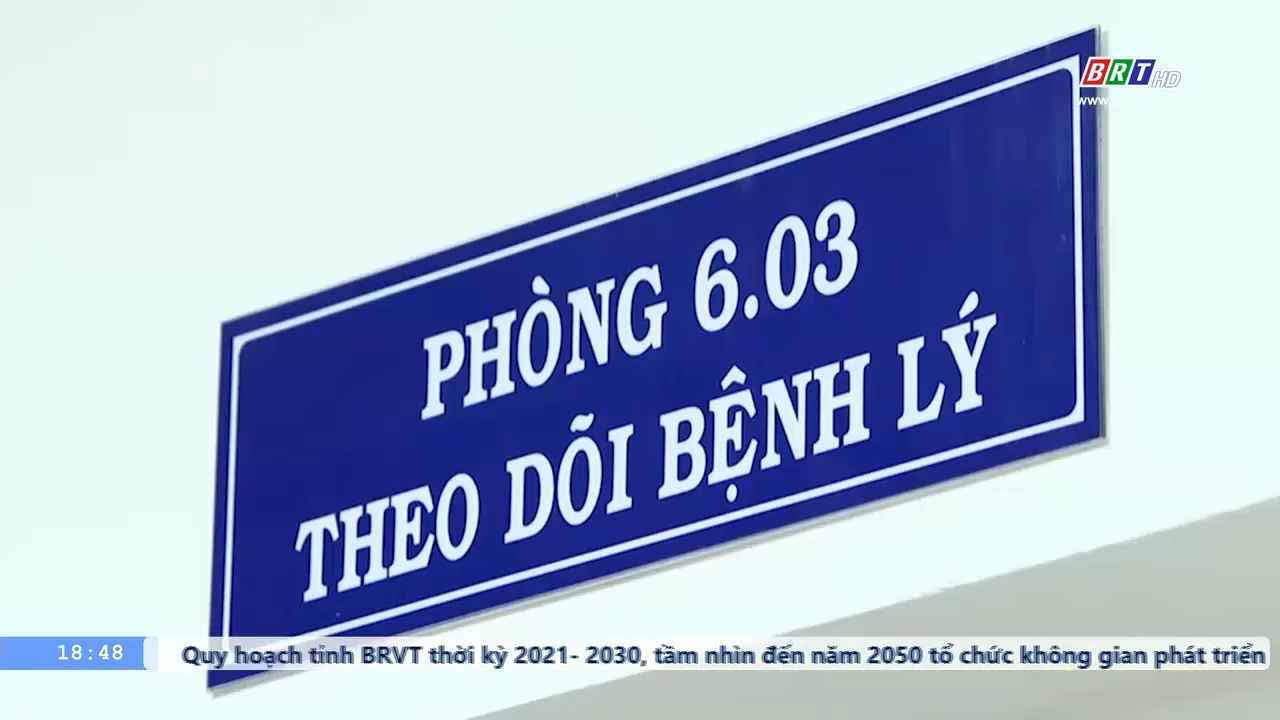 BRT HD
www
PHÒNG 6.03
THEO DÕI BỆNH LÝ
18:48
Quy hoạch tỉnh BRVT thời kỳ 2021- 2030, tầm nhìn đến năm 2050 tổ chức không gian phát triển